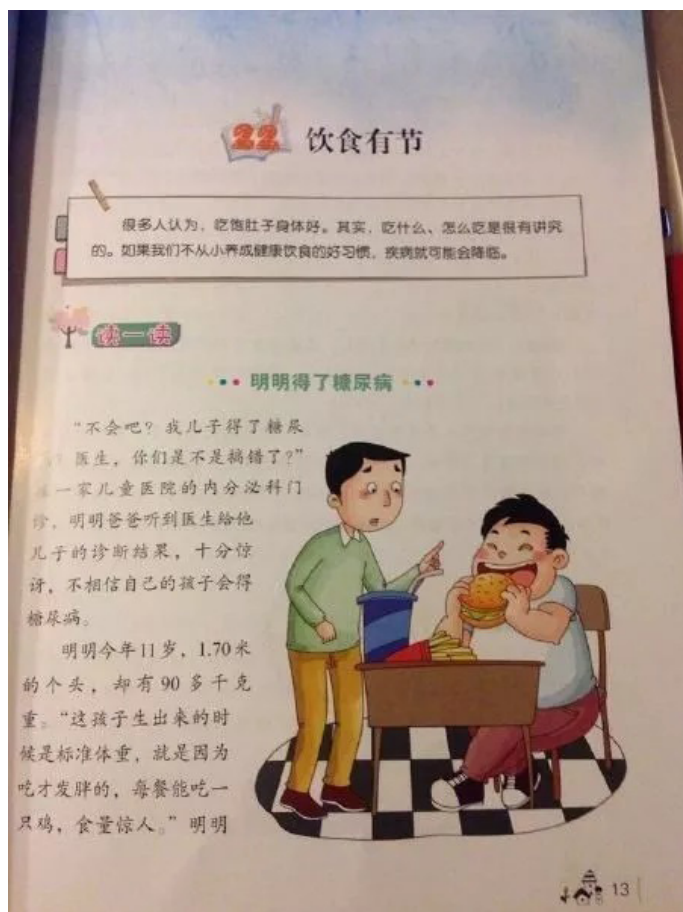 22 饮食有节
很多人认为，吃饱肚子身体好。其实，吃什么、怎么吃是很有讲究
的。如果我们不从小养成健康饮食的好习惯，疾病就可能会降临。
读一读
明明得了糖尿病
“不会吧？我儿子得了糖尿
医生，你们是不是搞错了？”
一家儿童医院的内分泌科门
诊，明明爸爸听到医生给他
儿子的诊断结果，十分惊
讶，不相信自己的孩子会得
糖尿病。
明明今年11岁，1.70米
的个头，却有90多千克
重。“这孩子生出来的时
候是标准体重，就是因为
吃才发胖的，每餐能吃一
只鸡，食量惊人。”明明
13